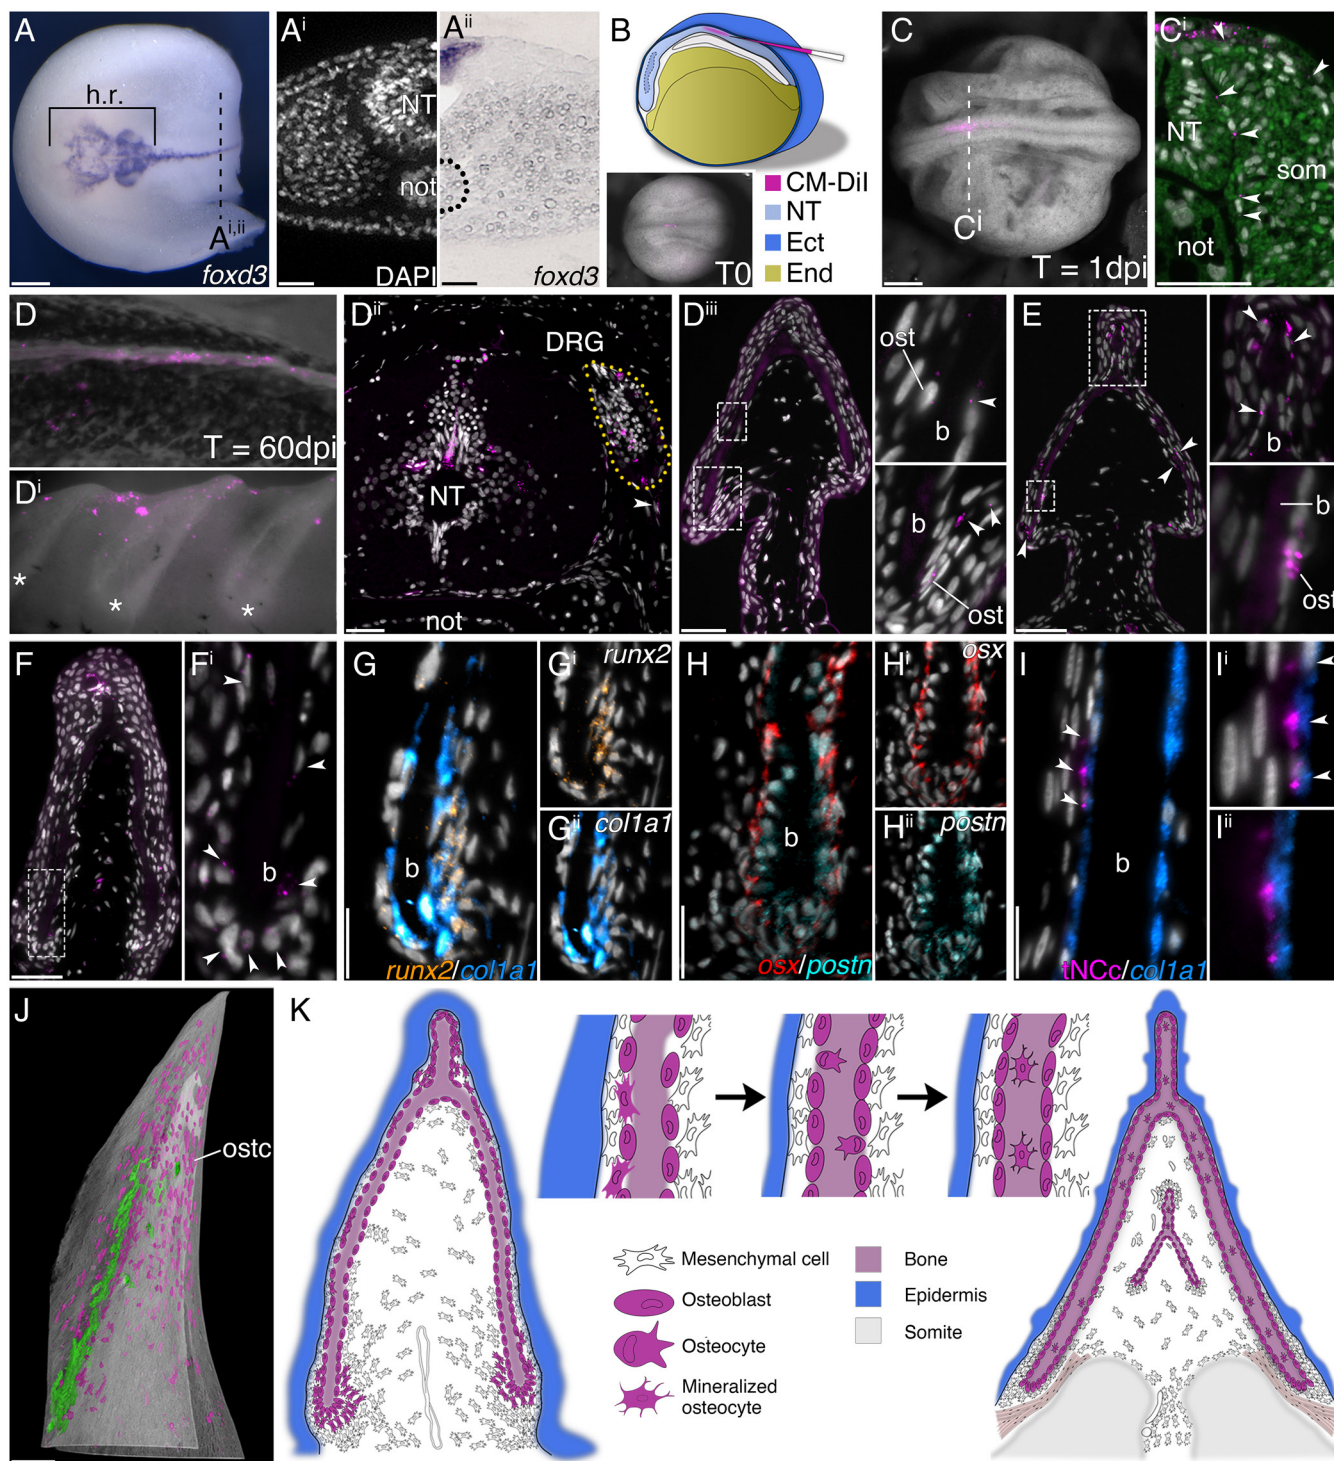 A
h.r.
A^i,ii
foxd3
A^i
NT
not
DAPI
A^ii
foxd3
B
T0
CM-DiI
NT
Ect
End
C
C^i
T = 1dpi
C^i
NT
som
not
D
T = 60dpi
D^i
*
*
*
D^ii
DRG
NT
not
D^iii
ost
b
b
ost
E
b
b
ost
F
F^i
b
G
b
runx2/col1a1
G^i
runx2
G^ii
col1a1
H
b
osx/postn
H^i
osx
H^ii
postn
I
b
tNCc/col1a1
I^i
I^ii
J
ostc
K
Mesenchymal cell
Osteoblast
Osteocyte
Mineralized
osteocyte
Bone
Epidermis
Somite